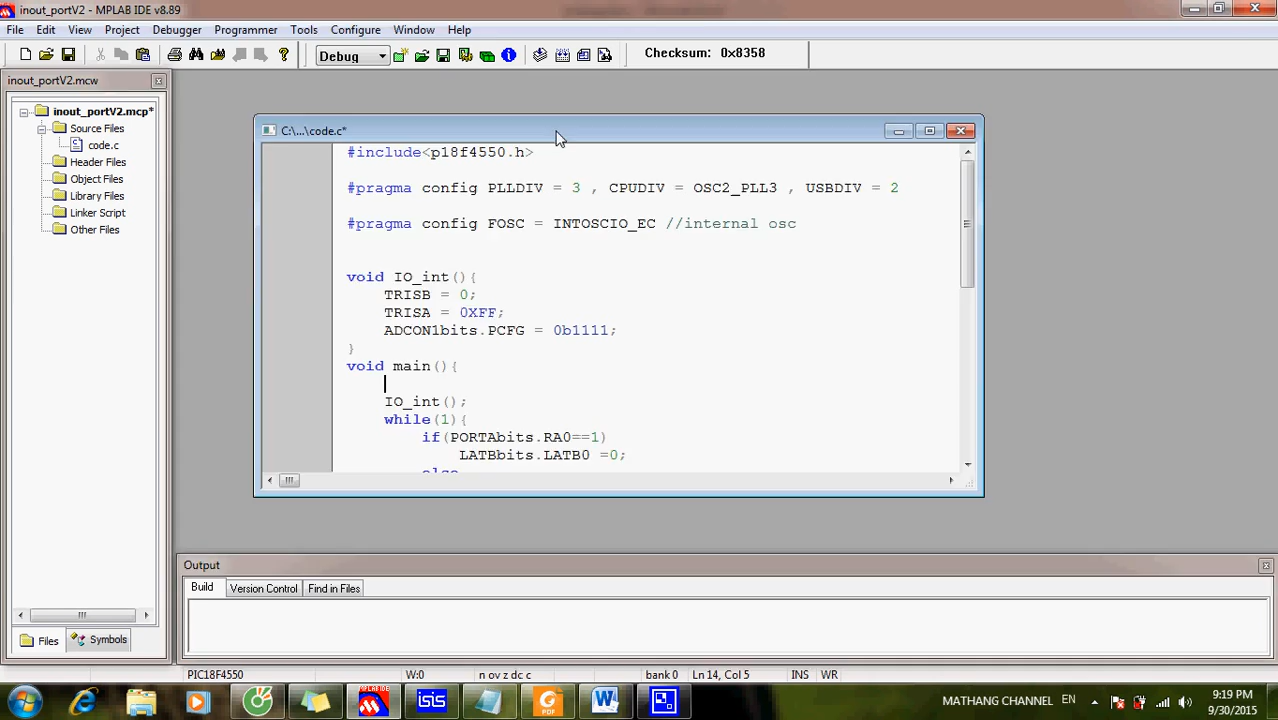 inout_portV2 - MPLAB IDE v8.89
File Edit View Project Debugger Programmer Tools Configure Window Help
Debug Checksum: 0x8358
inout_portV2.mcw
inout_portV2.mcp*
Source Files
code.c
Header Files
Object Files
Library Files
Linker Script
Other Files
Files Symbols
C:\...\code.c*
#include<p18f4550.h>
#pragma config PLLDIV = 3 , CPUDIV = OSC2_PLL3 , USBDIV = 2
#pragma config FOSC = INTOSCIO_EC //internal osc
void IO_int(){
TRISB = 0;
TRISA = 0XFF;
ADCON1bits.PCFG = 0b1111;
}
void main(){
IO_int();
while(1){
if(PORTAbits.RA0==1)
LATBbits.LATB0 =0;
else
Output
Build Version Control Find in Files
PIC18F4550 W:0 n ov z dc c bank 0 Ln 14, Col 5 INS WR
MPLAB IDE isis W MATHANG CHANNEL EN 9:19 PM
9/30/2015